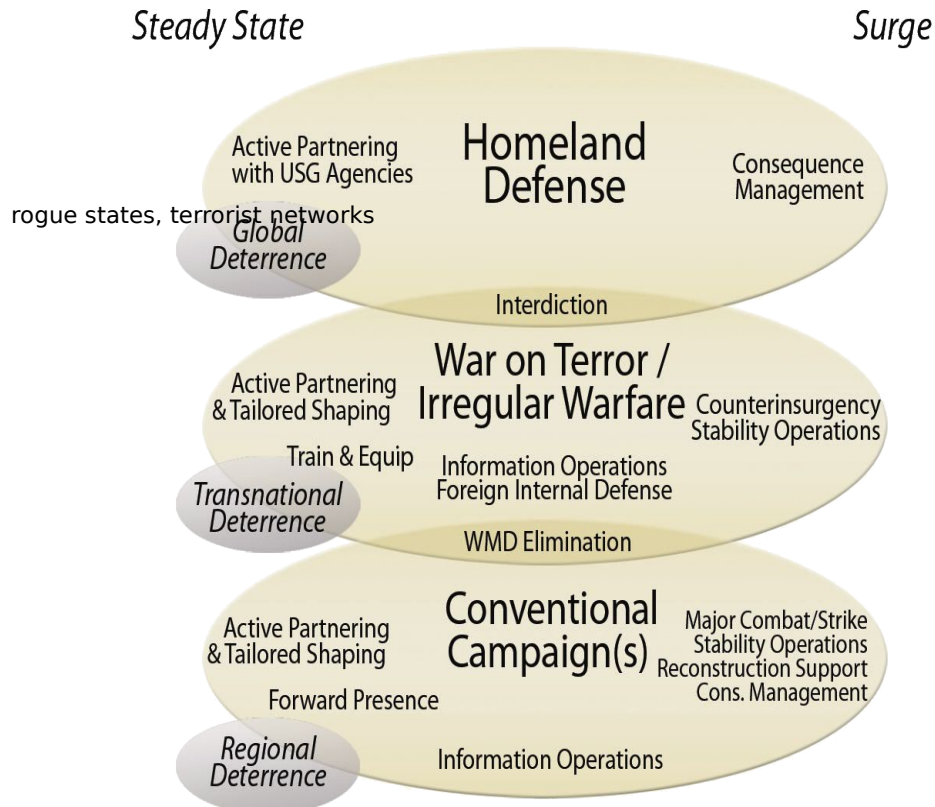 Steady State
Surge
Homeland
Defense
Active Partnering
with USG Agencies
Consequence
Management
rogue states, terrorist networks
Global
Deterrence
Interdiction
War on Terror /
Irregular Warfare
Active Partnering
& Tailored Shaping
Counterinsurgency
Stability Operations
Train & Equip
Information Operations
Foreign Internal Defense
Transnational
Deterrence
WMD Elimination
Conventional
Campaign(s)
Active Partnering
& Tailored Shaping
Major Combat/Strike
Stability Operations
Reconstruction Support
Cons. Management
Forward Presence
Regional
Deterrence
Information Operations